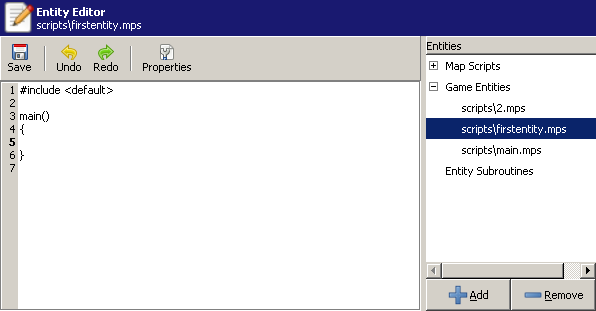 Entity Editor
scripts\firstentity.mps
Save Undo Redo Properties
1 #include <default>
2
3 main()
4 {
5
6 }
7
Entities
Map Scripts
Game Entities
scripts\2.mps
scripts\firstentity.mps
scripts\main.mps
Entity Subroutines
Add Remove